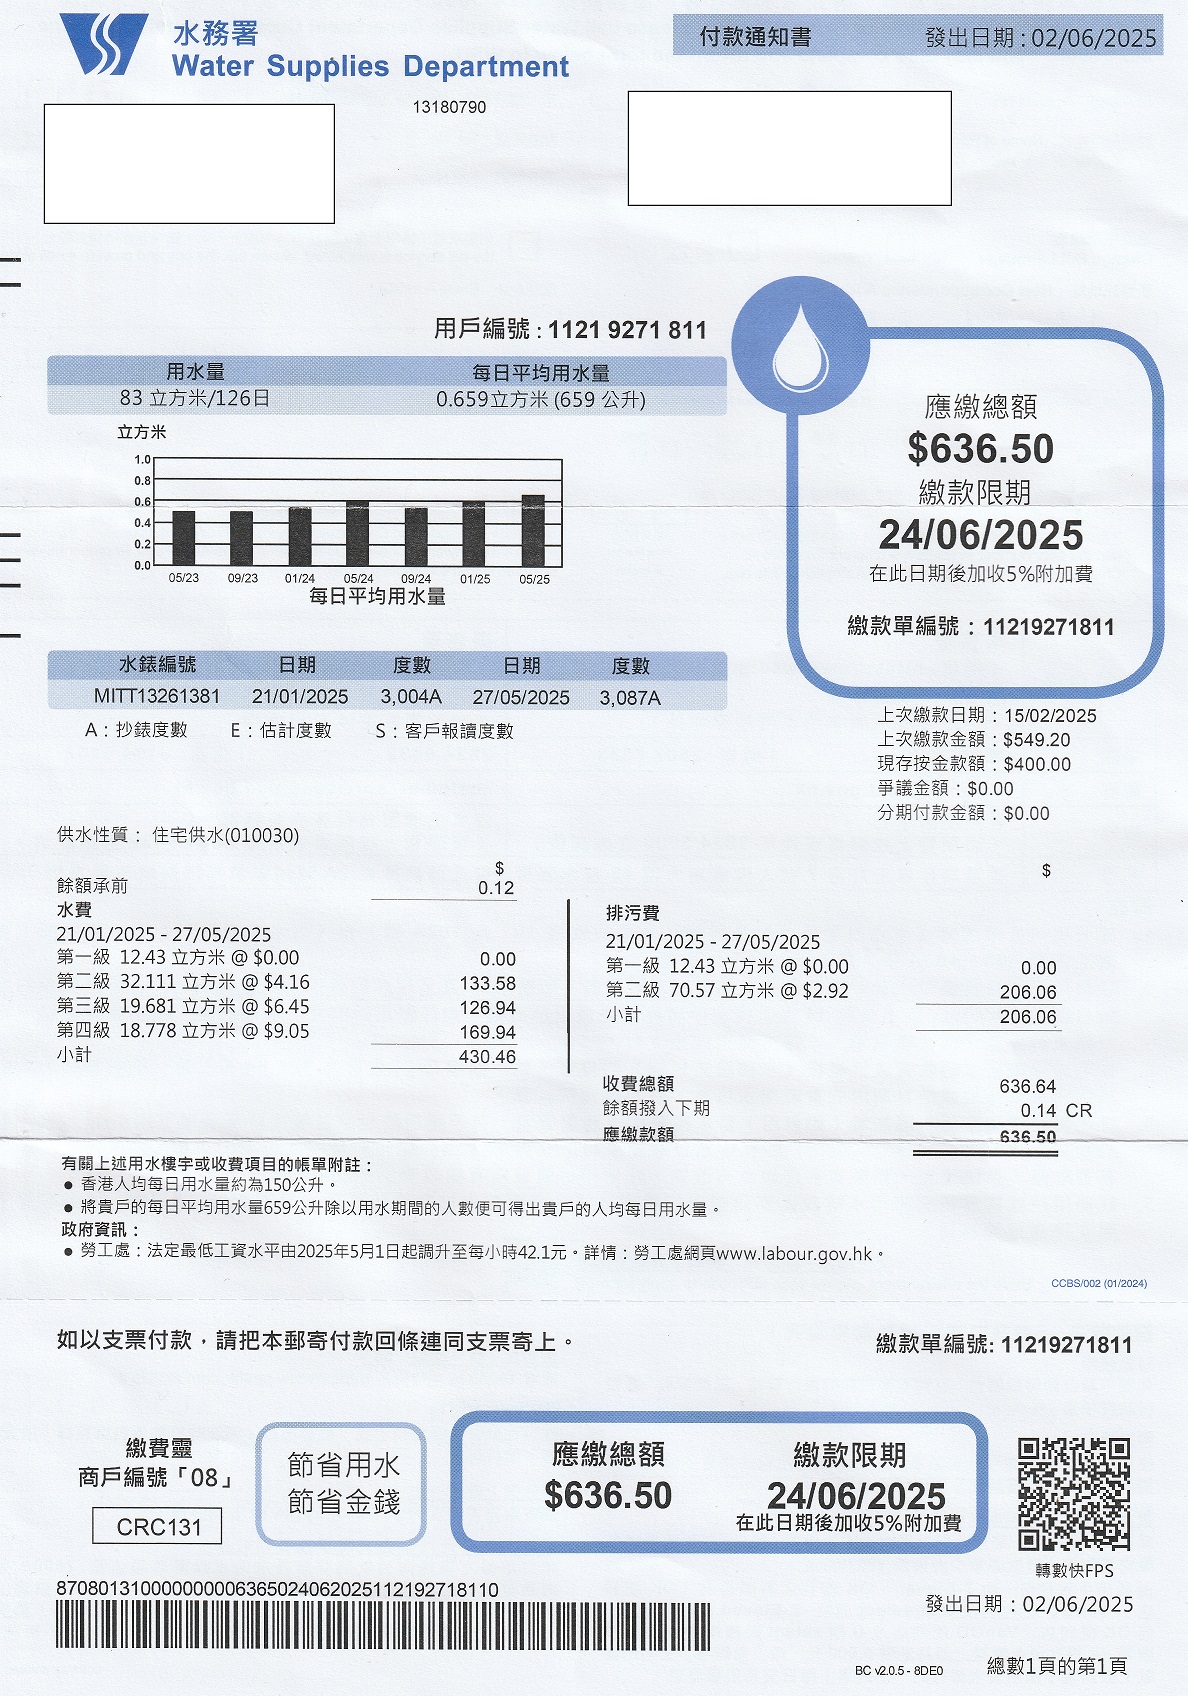 水務署
Water Supplies Department
付款通知書 發出日期 : 02/06/2025
13180790
用戶編號 : 1121 9271 811
用水量 每日平均用水量
83 立方米/126日 0.659立方米 (659 公升)
立方米
1.0
0.8
0.6
0.4
0.2
0.0
05/23 09/23 01/24 05/24 09/24 01/25 05/25
每日平均用水量
應繳總額
$636.50
繳款限期
24/06/2025
在此日期後加收5%附加費
繳款單編號 : 11219271811
水錶編號 日期 度數 日期 度數
MITT13261381 21/01/2025 3,004A 27/05/2025 3,087A
A : 抄錶度數 E : 估計度數 S : 客戶報讀度數
上次繳款日期 : 15/02/2025
上次繳款金額 : $549.20
現存按金款額 : $400.00
爭議金額 : $0.00
分期付款金額 : $0.00
供水性質 : 住宅供水(010030)
$
餘額承前 0.12
水費
21/01/2025 - 27/05/2025
第一級 12.43 立方米 @ $0.00 0.00
第二級 32.111 立方米 @ $4.16 133.58
第三級 19.681 立方米 @ $6.45 126.94
第四級 18.778 立方米 @ $9.05 169.94
小計 430.46
$
排污費
21/01/2025 - 27/05/2025
第一級 12.43 立方米 @ $0.00 0.00
第二級 70.57 立方米 @ $2.92 206.06
小計 206.06
收費總額 636.64
餘額撥入下期 0.14 CR
應繳款額 636.50
有關上述用水樓宇或收費項目的帳單附註 :
● 香港人均每日用水量約為150公升。
● 將貴戶的每日平均用水量659公升除以用水期間的人數便可得出貴戶的人均每日用水量。
政府資訊 :
● 勞工處 : 法定最低工資水平由2025年5月1日起調升至每小時42.1元。詳情 : 勞工處網頁www.labour.gov.hk。
CCBS/002 (01/2024)
如以支票付款，請把本郵寄付款回條連同支票寄上。
繳款單編號: 11219271811
繳費靈
商戶編號「08」
CRC131
節省用水
節省金錢
應繳總額 繳款限期
$636.50 24/06/2025
在此日期後加收5%附加費
轉數快FPS
87080131000000000636502406202511219271​8110
發出日期 : 02/06/2025
BC v2.0.5 - 8DE0 總數1頁的第1頁